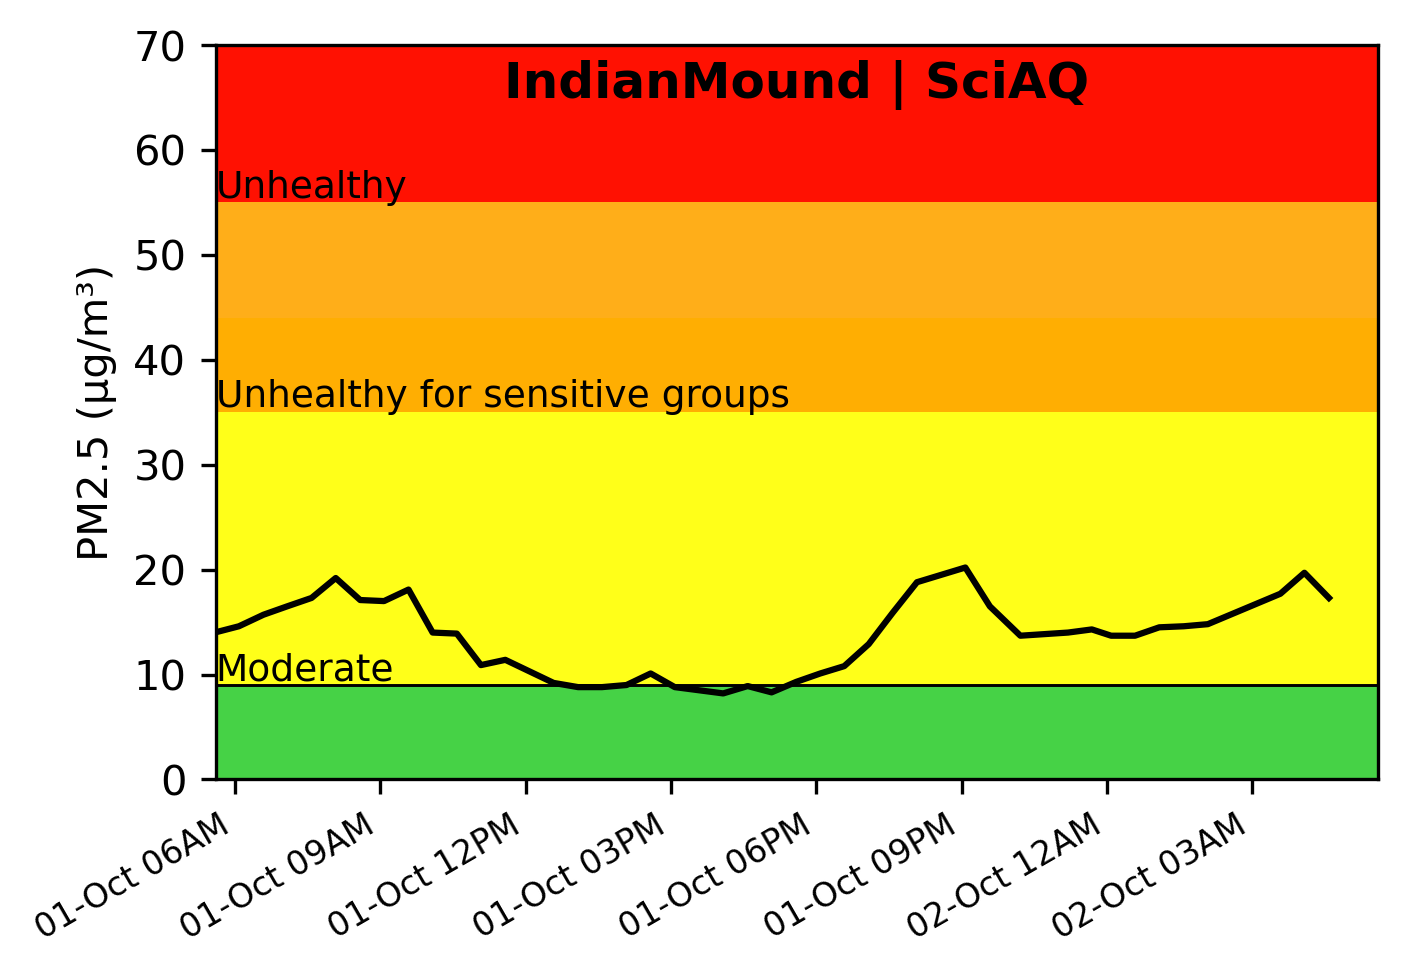 IndianMound | SciAQ
70
60
50
40
30
20
10
0
PM2.5 (µg/m³)
Unhealthy
Unhealthy for sensitive groups
Moderate
01-Oct 06AM
01-Oct 09AM
01-Oct 12PM
01-Oct 03PM
01-Oct 06PM
01-Oct 09PM
02-Oct 12AM
02-Oct 03AM